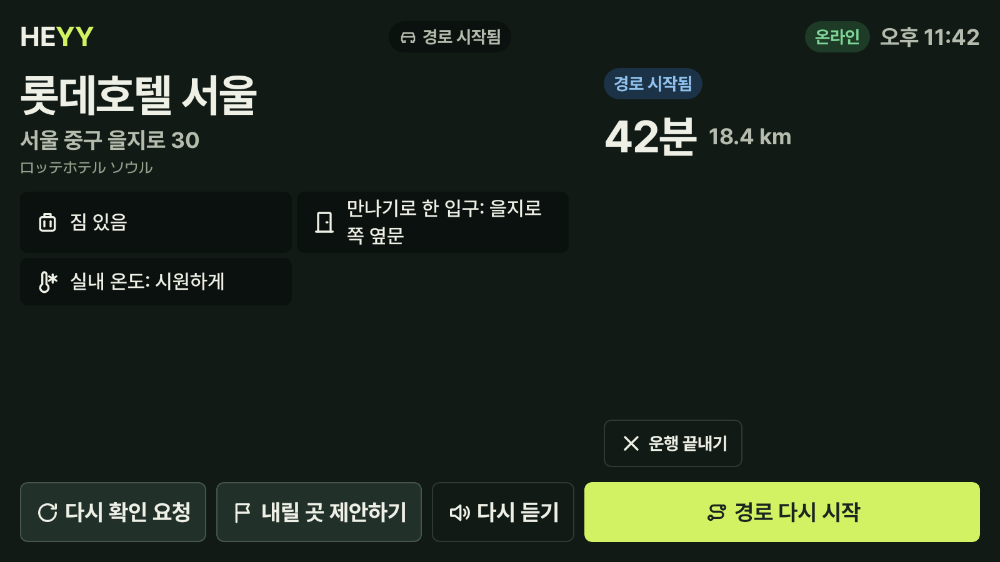 HEYY
경로 시작됨
온라인
오후 11:42
롯데호텔 서울
서울 중구 을지로 30
ロッテホテル ソウル
짐 있음
만나기로 한 입구: 을지로
쪽 옆문
실내 온도: 시원하게
경로 시작됨
42분 18.4 km
운행 끝내기
다시 확인 요청
내릴 곳 제안하기
다시 듣기
경로 다시 시작